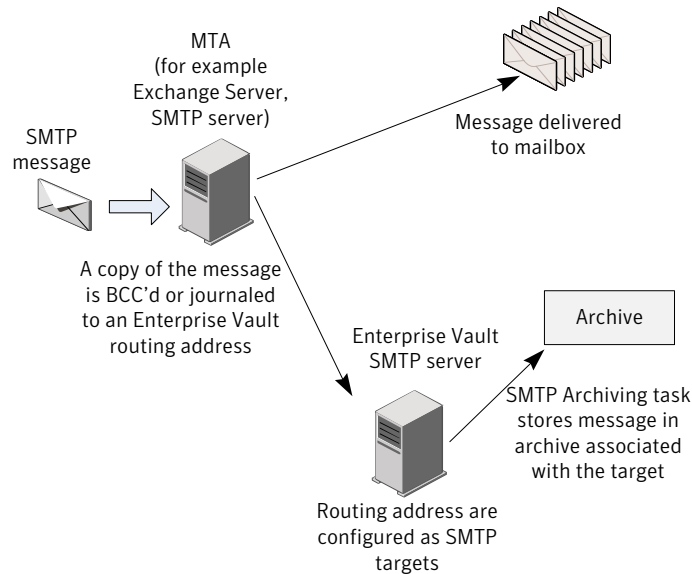 MTA
(for example
Exchange Server,
SMTP server)
SMTP
message
Message delivered
to mailbox
A copy of the message
is BCC'd or journaled
to an Enterprise Vault
routing address
Enterprise Vault
SMTP server
Archive
SMTP Archiving task
stores message in
archive associated
with the target
Routing address are
configured as SMTP
targets